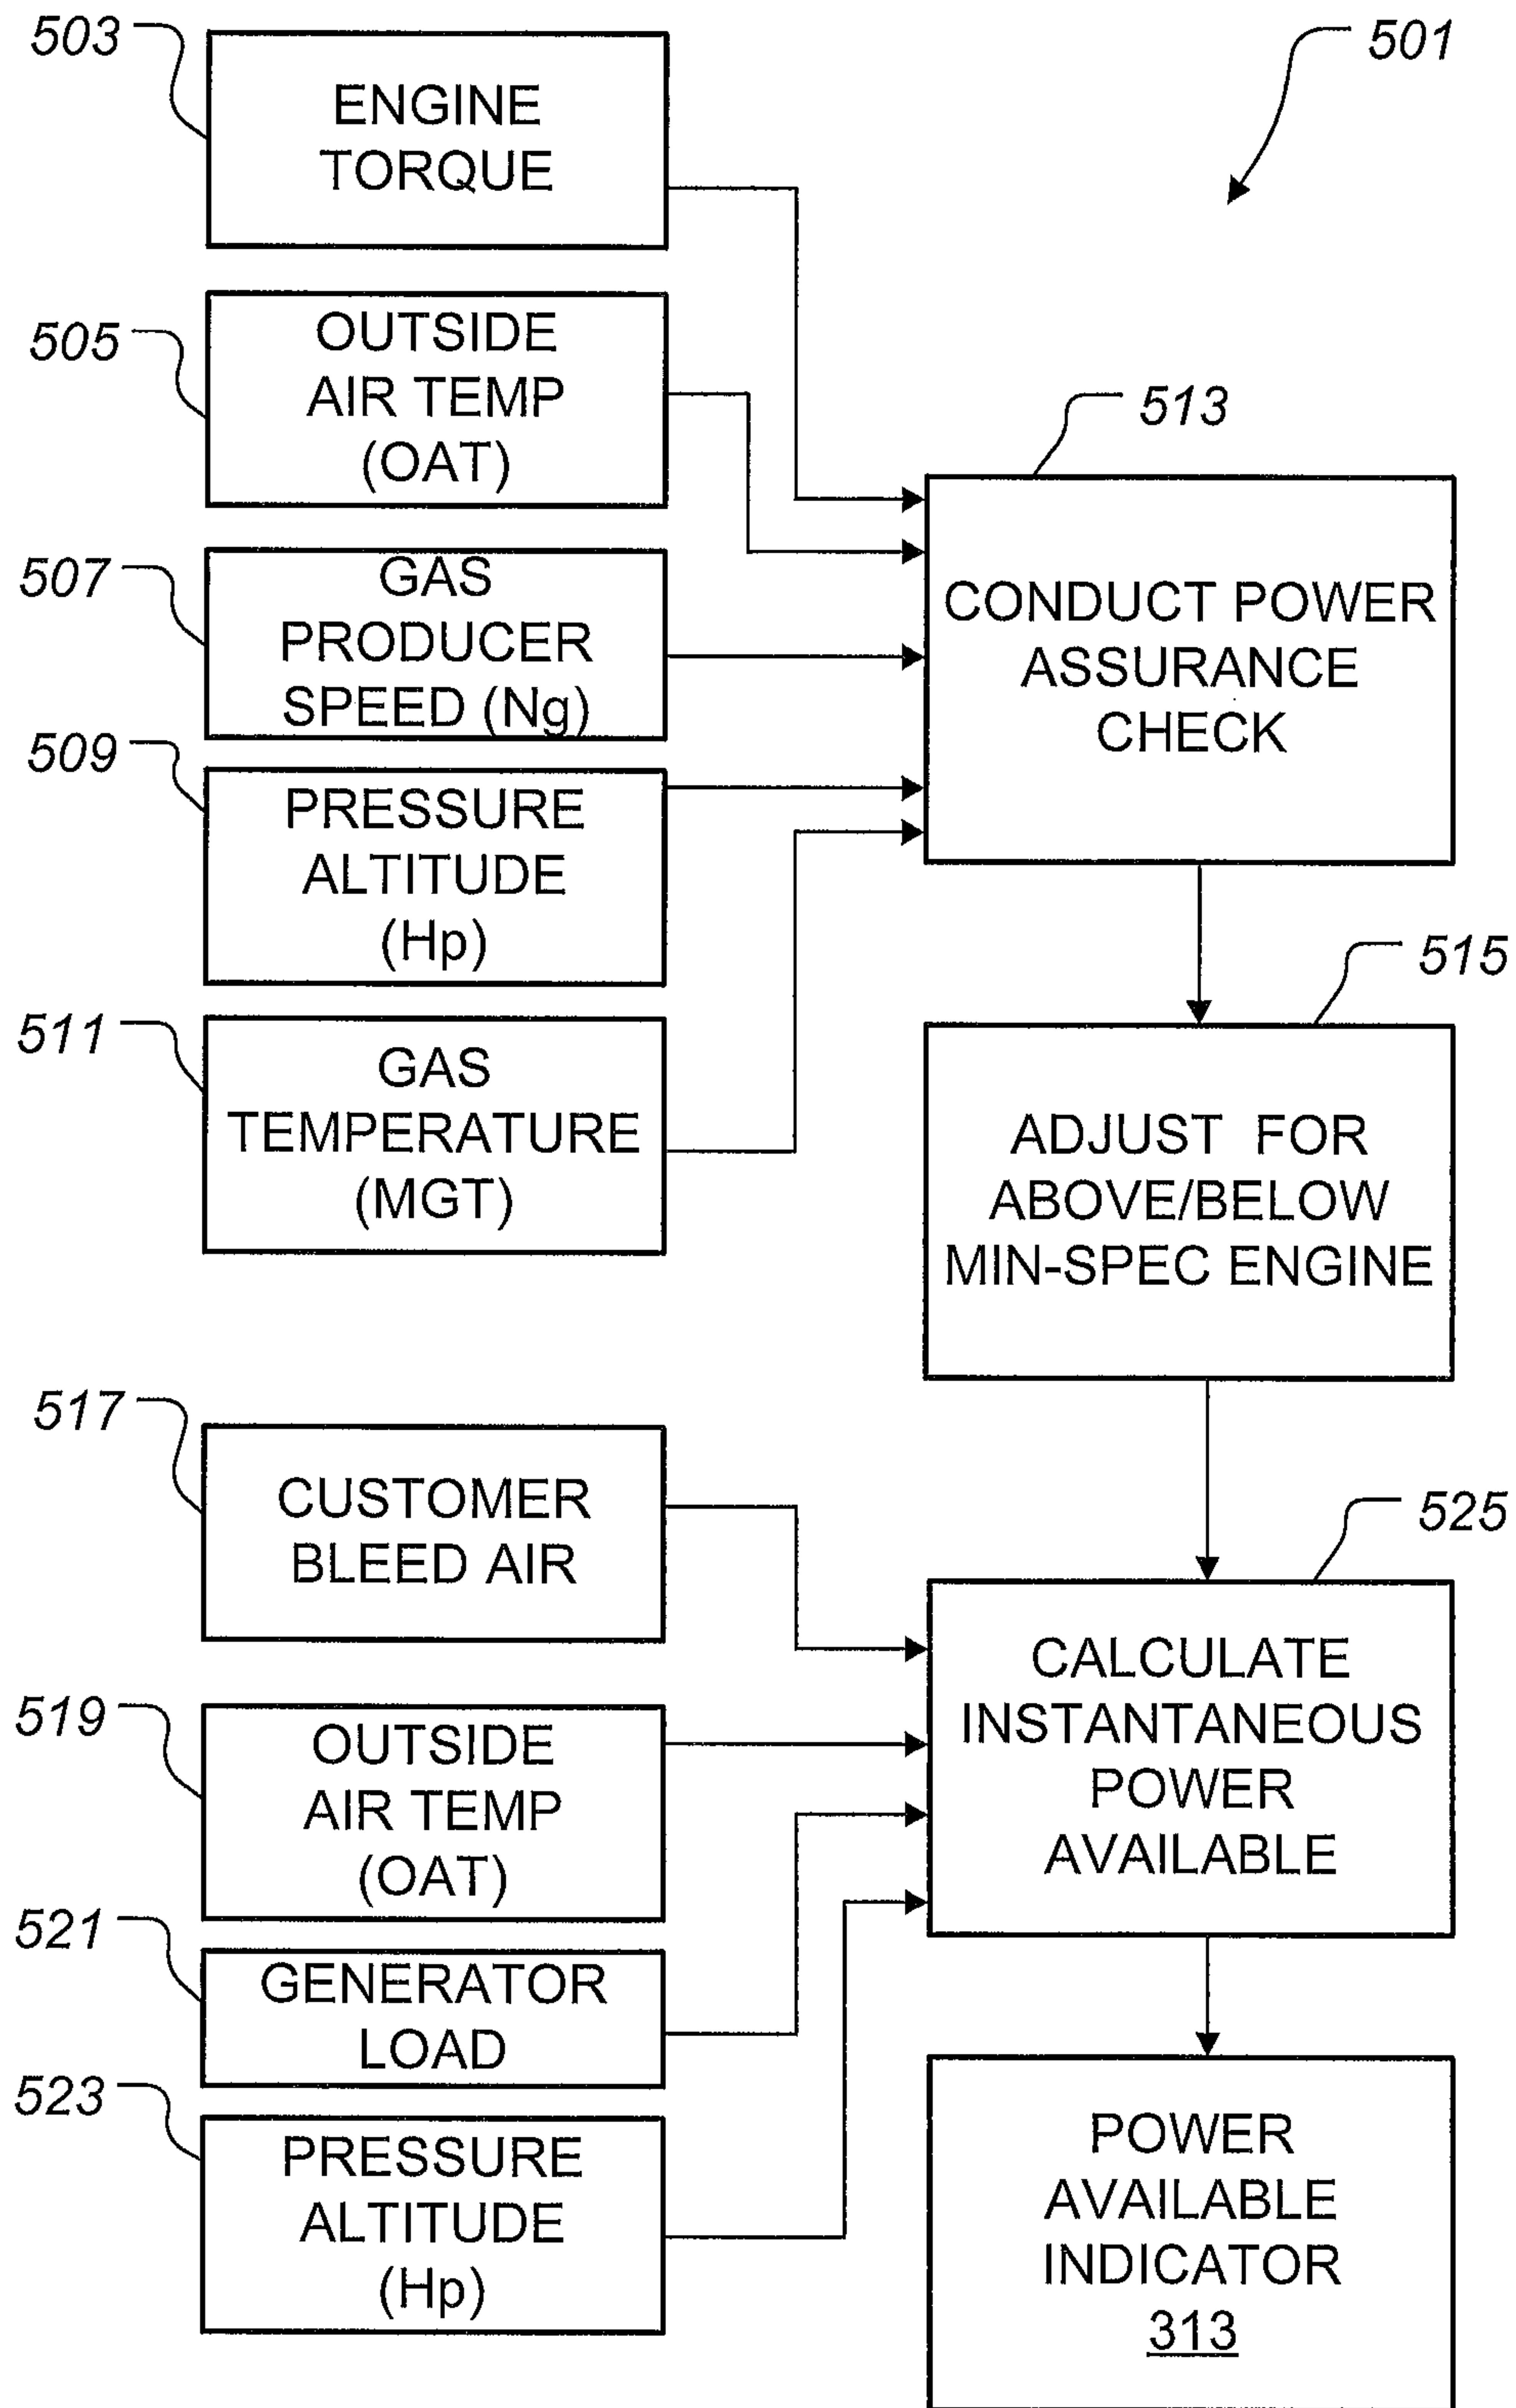 503
ENGINE
TORQUE
501
505
OUTSIDE
AIR TEMP
(OAT)
507
GAS
PRODUCER
SPEED (Ng)
509
PRESSURE
ALTITUDE
(Hp)
511
GAS
TEMPERATURE
(MGT)
513
CONDUCT POWER
ASSURANCE
CHECK
515
ADJUST FOR
ABOVE/BELOW
MIN-SPEC ENGINE
517
CUSTOMER
BLEED AIR
519
OUTSIDE
AIR TEMP
(OAT)
521
GENERATOR
LOAD
523
PRESSURE
ALTITUDE
(Hp)
525
CALCULATE
INSTANTANEOUS
POWER
AVAILABLE
POWER
AVAILABLE
INDICATOR
313